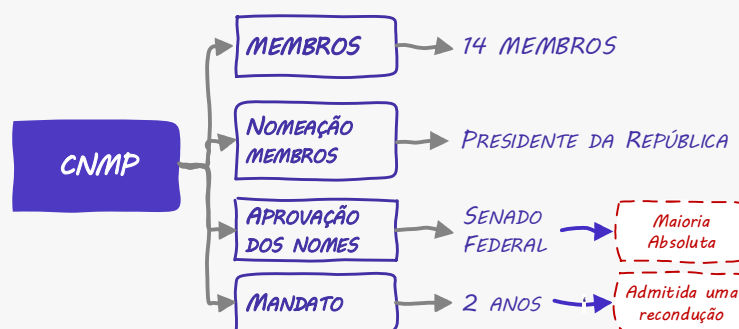 MEMBROS
14 MEMBROS
NOMEAÇÃO
MEMBROS
PRESIDENTE DA REPÚBLICA
CNMP
APROVAÇÃO
DOS NOMES
SENADO
FEDERAL
Maioria
Absoluta
MANDATO
2 ANOS
Admitida uma
recondução